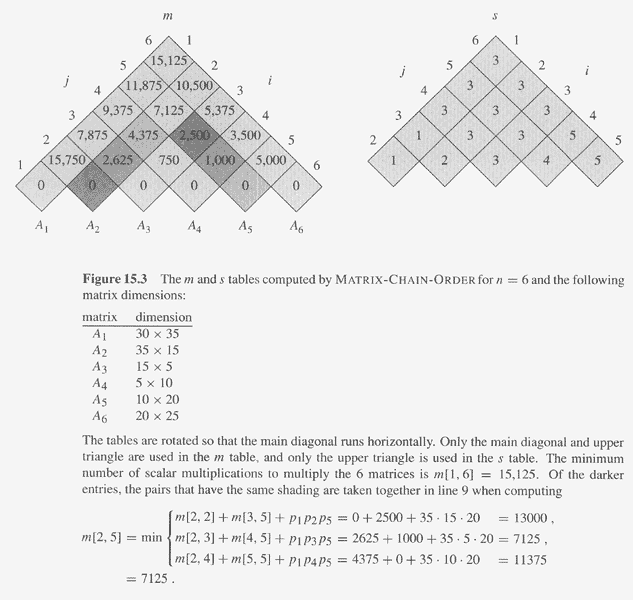 m
s
6 1
6 1
15,125
3
5 2
5 2
11,875 10,500
3 3
j 4 3 i
j 4 3 i
9,375 7,125 5,375
3 3 3
3 4
3 4
7,875 4,375 2,500 3,500
1 3 3 5
2 5
2 5
15,750 2,625 750 1,000 5,000
1 2 3 4 5
1 6
0 0 0 0 0 0
A1 A2 A3 A4 A5 A6
Figure 15.3 The m and s tables computed by MATRIX-CHAIN-ORDER for n = 6 and the following
matrix dimensions:
matrix dimension
A1 30 × 35
A2 35 × 15
A3 15 × 5
A4 5 × 10
A5 10 × 20
A6 20 × 25
The tables are rotated so that the main diagonal runs horizontally. Only the main diagonal and upper
triangle are used in the m table, and only the upper triangle is used in the s table. The minimum
number of scalar multiplications to multiply the 6 matrices is m[1, 6] = 15,125. Of the darker
entries, the pairs that have the same shading are taken together in line 9 when computing
m[2, 2] + m[3, 5] + p1p2p5 = 0 + 2500 + 35 · 15 · 20 = 13000 ,
m[2, 5] = min { m[2, 3] + m[4, 5] + p1p3p5 = 2625 + 1000 + 35 · 5 · 20 = 7125 ,
m[2, 4] + m[5, 5] + p1p4p5 = 4375 + 0 + 35 · 10 · 20 = 11375
= 7125 .